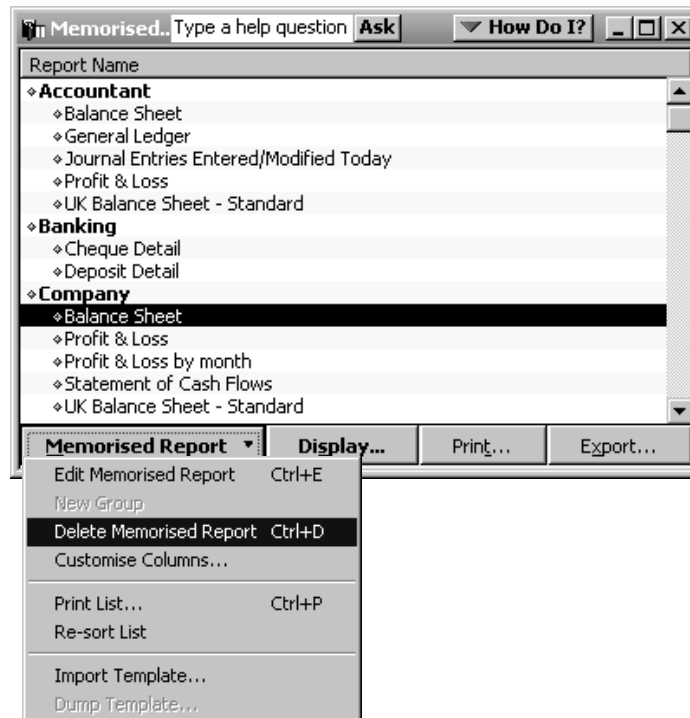 Memorised.. Type a help question Ask How Do I?
Report Name
Accountant
Balance Sheet
General Ledger
Journal Entries Entered/Modified Today
Profit & Loss
UK Balance Sheet - Standard
Banking
Cheque Detail
Deposit Detail
Company
Balance Sheet
Profit & Loss
Profit & Loss by month
Statement of Cash Flows
UK Balance Sheet - Standard
Memorised Report Display... Print... Export...
Edit Memorised Report Ctrl+E
New Group
Delete Memorised Report Ctrl+D
Customise Columns...
Print List... Ctrl+P
Re-sort List
Import Template...
Dump Template...